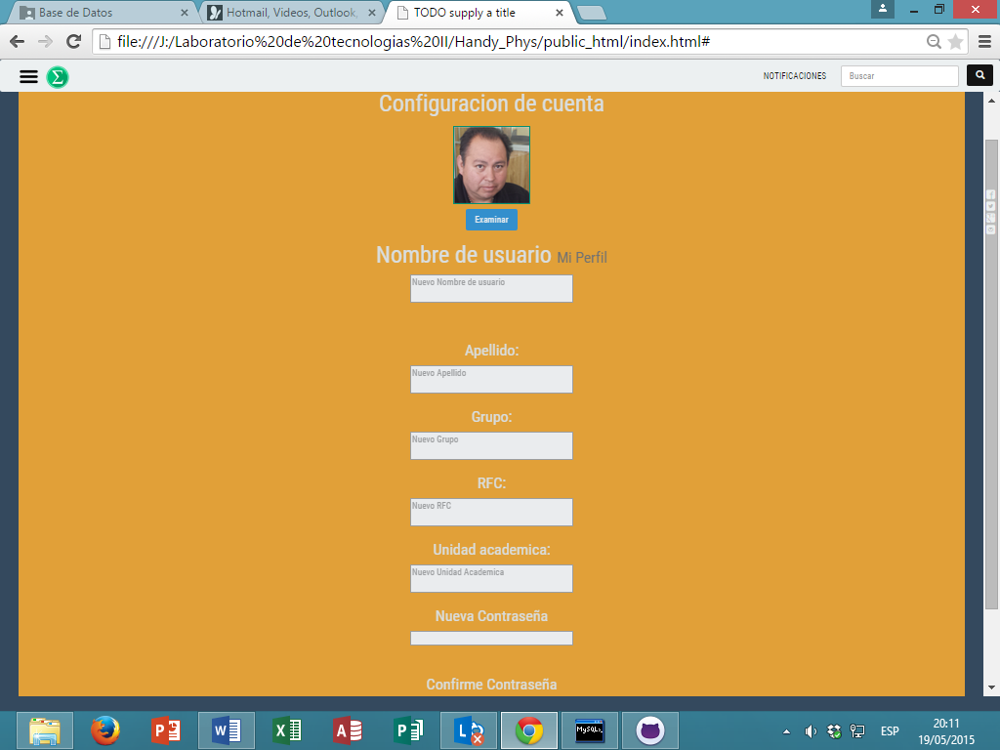 Base de Datos
Hotmail, Videos, Outlook,
TODO supply a title
file:///J:/Laboratorio%20de%20tecnologias%20II/Handy_Phys/public_html/index.html#
Σ
NOTIFICACIONES
Buscar
Configuracion de cuenta
Examinar
Nombre de usuario Mi Perfil
Nuevo Nombre de usuario
Apellido:
Nuevo Apellido
Grupo:
Nuevo Grupo
RFC:
Nuevo RFC
Unidad academica:
Nuevo Unidad Academica
Nueva Contraseña
Confirme Contraseña
ESP
20:11
19/05/2015